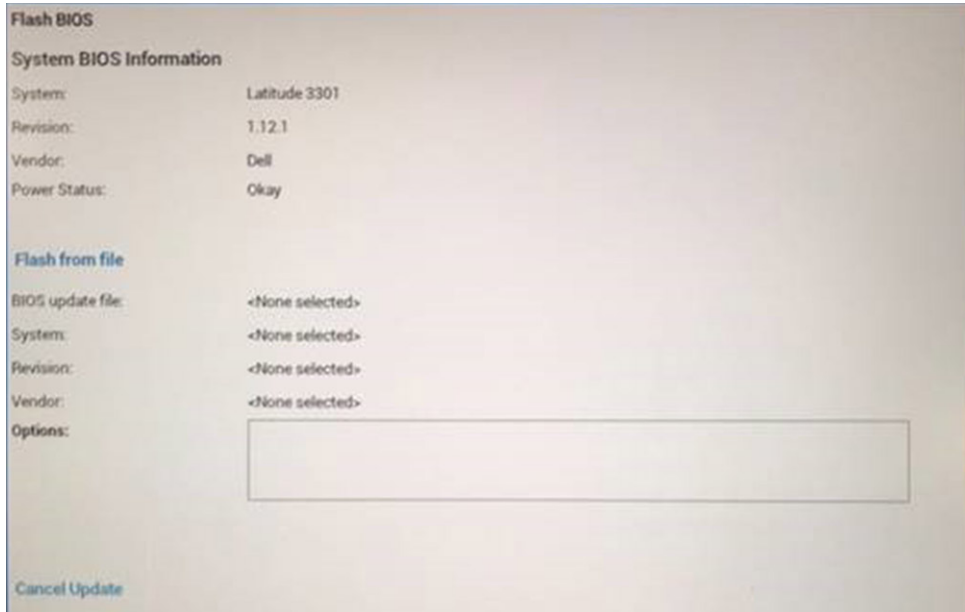 Flash BIOS
System BIOS Information
System: Latitude 3301
Revision: 1.12.1
Vendor: Dell
Power Status: Okay
Flash from file
BIOS update file: <None selected>
System: <None selected>
Revision: <None selected>
Vendor: <None selected>
Options:
Cancel Update